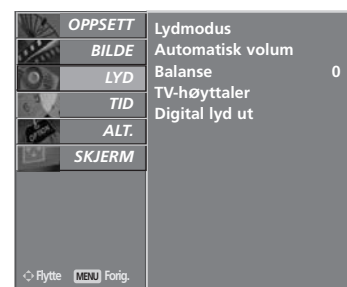 OPPSETT
BILDE
LYD
TID
ALT.
SKJERM
Lydmodus
Automatisk volum
Balanse 0
TV-høyttaler
Digital lyd ut
Flytte MENU Forig.